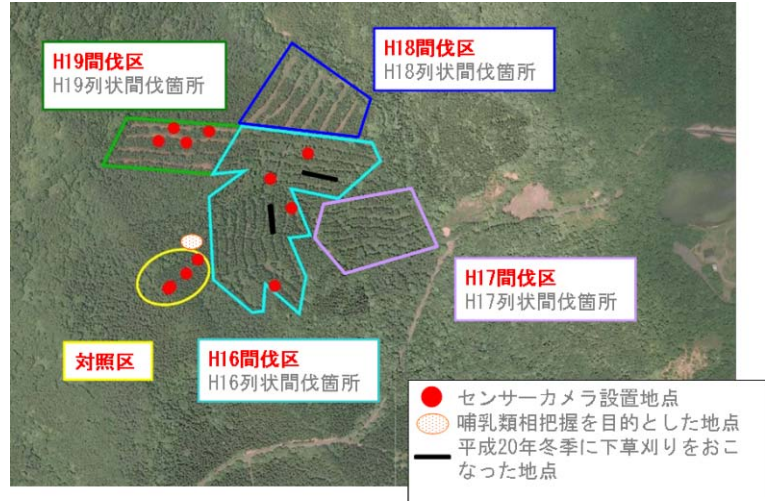 H19間伐区
H19列状間伐箇所
H18間伐区
H18列状間伐箇所
H17間伐区
H17列状間伐箇所
対照区
H16間伐区
H16列状間伐箇所
センサーカメラ設置地点
哺乳類相把握を目的とした地点
平成20年冬季に下草刈りをおこ
なった地点